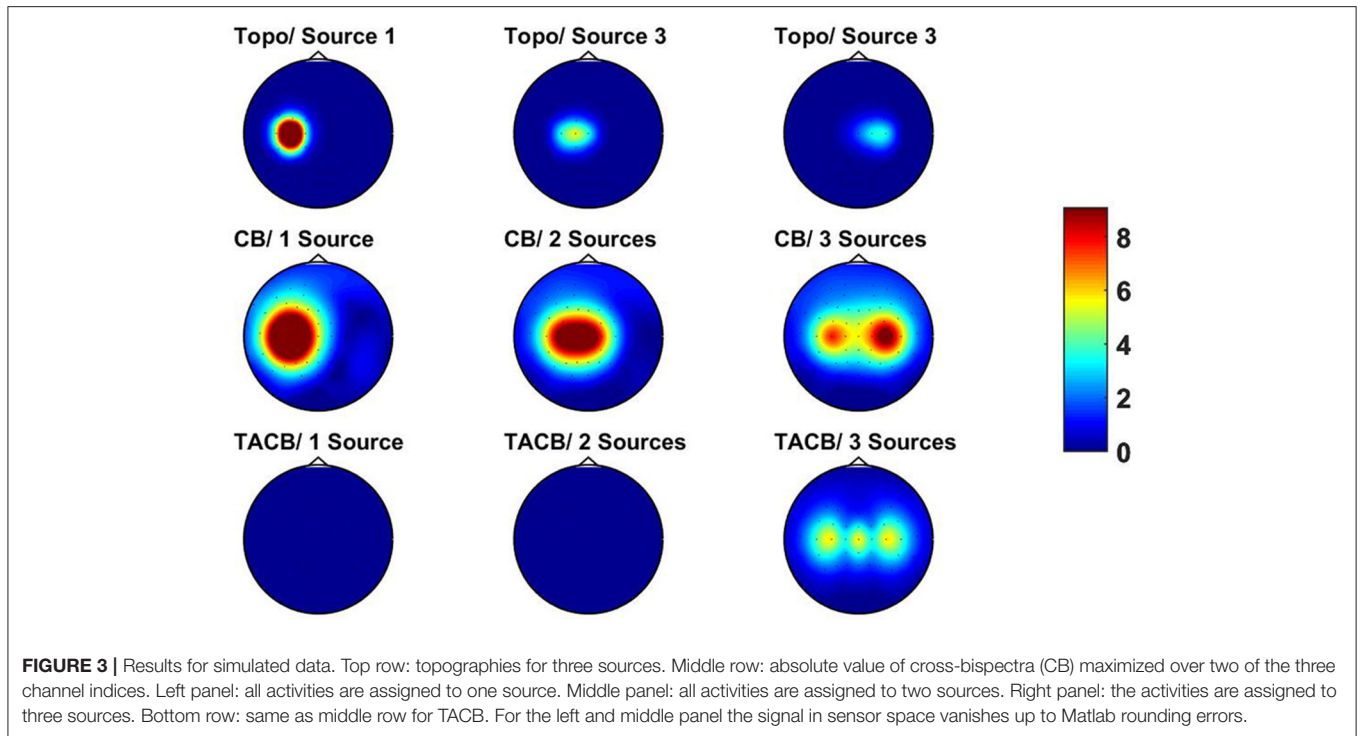 Topo/ Source 1
Topo/ Source 3
Topo/ Source 3
CB/ 1 Source
CB/ 2 Sources
CB/ 3 Sources
8
6
4
2
0
TACB/ 1 Source
TACB/ 2 Sources
TACB/ 3 Sources
FIGURE 3 | Results for simulated data. Top row: topographies for three sources. Middle row: absolute value of cross-bispectra (CB) maximized over two of the three
channel indices. Left panel: all activities are assigned to one source. Middle panel: all activities are assigned to two sources. Right panel: the activities are assigned to
three sources. Bottom row: same as middle row for TACB. For the left and middle panel the signal in sensor space vanishes up to Matlab rounding errors.